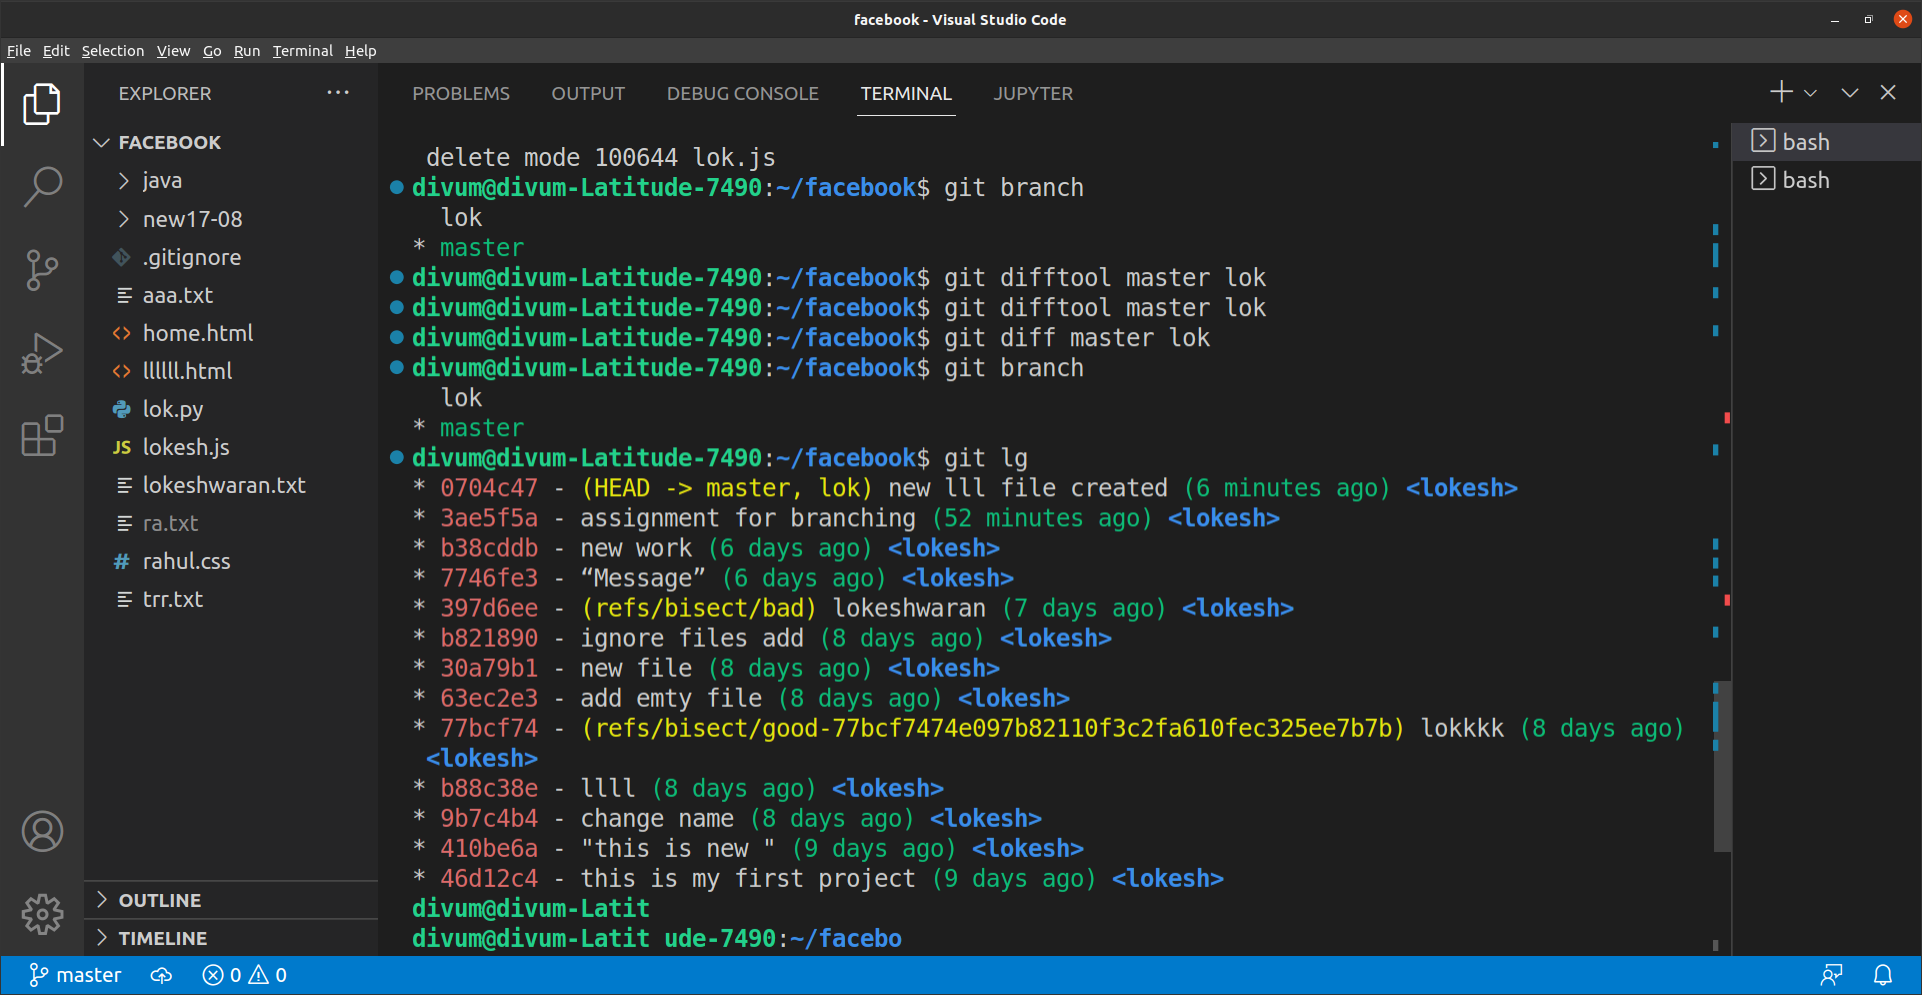 facebook - Visual Studio Code
File Edit Selection View Go Run Terminal Help
EXPLORER
FACEBOOK
java
new17-08
.gitignore
aaa.txt
home.html
llllll.html
lok.py
JS lokesh.js
lokeshwaran.txt
ra.txt
# rahul.css
trr.txt
OUTLINE
TIMELINE
PROBLEMS OUTPUT DEBUG CONSOLE TERMINAL JUPYTER
delete mode 100644 lok.js
divum@divum-Latitude-7490:~/facebook$ git branch
lok
* master
divum@divum-Latitude-7490:~/facebook$ git difftool master lok
divum@divum-Latitude-7490:~/facebook$ git difftool master lok
divum@divum-Latitude-7490:~/facebook$ git diff master lok
divum@divum-Latitude-7490:~/facebook$ git branch
lok
* master
divum@divum-Latitude-7490:~/facebook$ git lg
* 0704c47 - (HEAD -> master, lok) new lll file created (6 minutes ago) <lokesh>
* 3ae5f5a - assignment for branching (52 minutes ago) <lokesh>
* b38cddb - new work (6 days ago) <lokesh>
* 7746fe3 - “Message” (6 days ago) <lokesh>
* 397d6ee - (refs/bisect/bad) lokeshwaran (7 days ago) <lokesh>
* b821890 - ignore files add (8 days ago) <lokesh>
* 30a79b1 - new file (8 days ago) <lokesh>
* 63ec2e3 - add emty file (8 days ago) <lokesh>
* 77bcf74 - (refs/bisect/good-77bcf7474e097b82110f3c2fa610fec325ee7b7b) lokkkk (8 days ago)
<lokesh>
* b88c38e - llll (8 days ago) <lokesh>
* 9b7c4b4 - change name (8 days ago) <lokesh>
* 410be6a - "this is new " (9 days ago) <lokesh>
* 46d12c4 - this is my first project (9 days ago) <lokesh>
divum@divum-Latit
divum@divum-Latit ude-7490:~/facebo
bash
bash
master 0 0